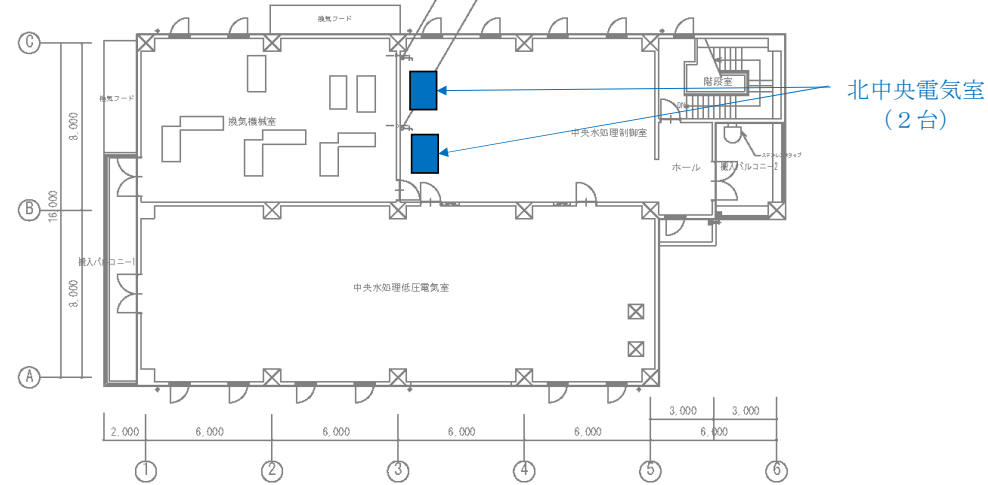 換気フード
C
階段室
北中央電気室
（２台）
換気フード
DN
8,000
換気機械室
中央水処理制御室
ホール
搬入バルコニー2
16,000
B
搬入バルコニー1
中央水処理低圧電気室
8,000
A
3,000
3,000
2,000
6,000
6,000
6,000
6,000
6,000
1
2
3
4
5
6